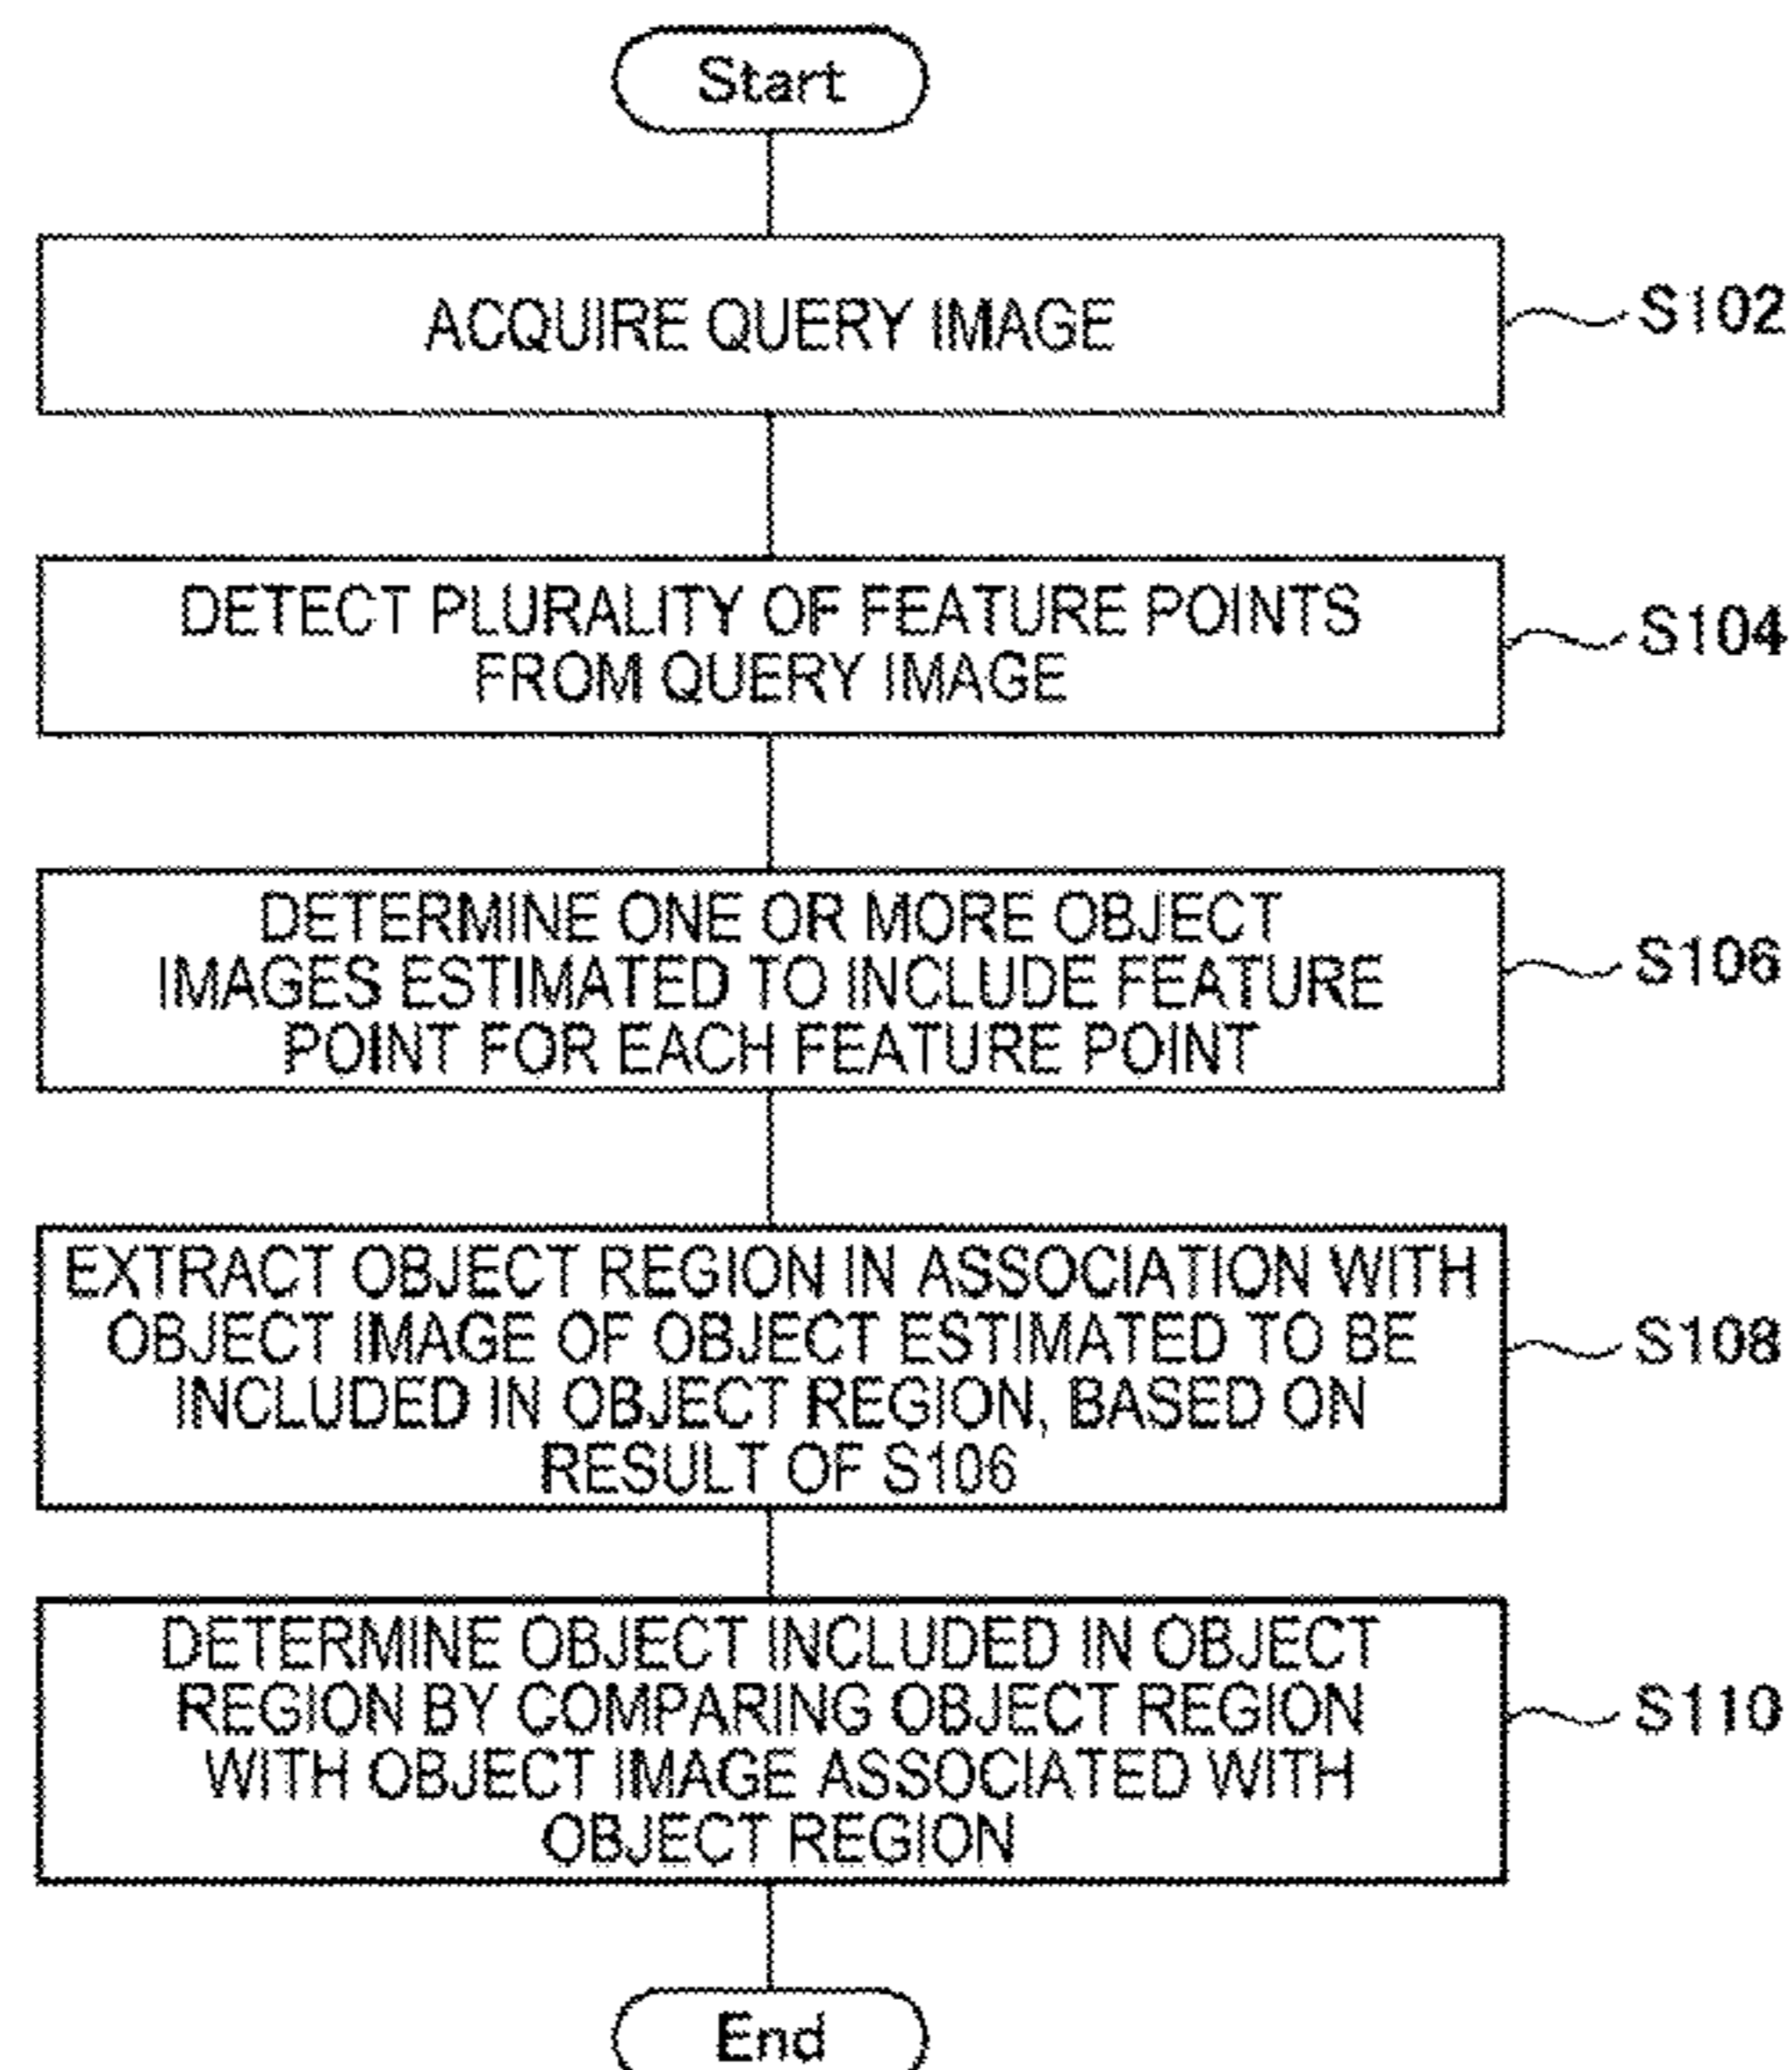 Start
ACQUIRE QUERY IMAGE
S102
DETECT PLURALITY OF FEATURE POINTS
FROM QUERY IMAGE
S104
DETERMINE ONE OR MORE OBJECT
IMAGES ESTIMATED TO INCLUDE FEATURE
POINT FOR EACH FEATURE POINT
S106
EXTRACT OBJECT REGION IN ASSOCIATION WITH
OBJECT IMAGE OF OBJECT ESTIMATED TO BE
INCLUDED IN OBJECT REGION, BASED ON
RESULT OF S106
S108
DETERMINE OBJECT INCLUDED IN OBJECT
REGION BY COMPARING OBJECT REGION
WITH OBJECT IMAGE ASSOCIATED WITH
OBJECT REGION
S110
End